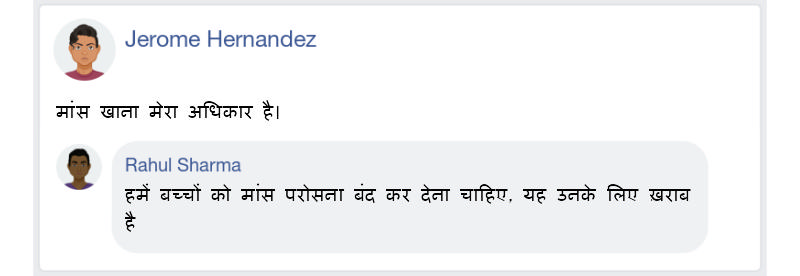 Jerome Hernandez
मांस खाना मेरा अधिकार है।
Rahul Sharma
हमें बच्चों को मांस परोसना बंद कर देना चाहिए, यह उनके लिए ख़राब
है